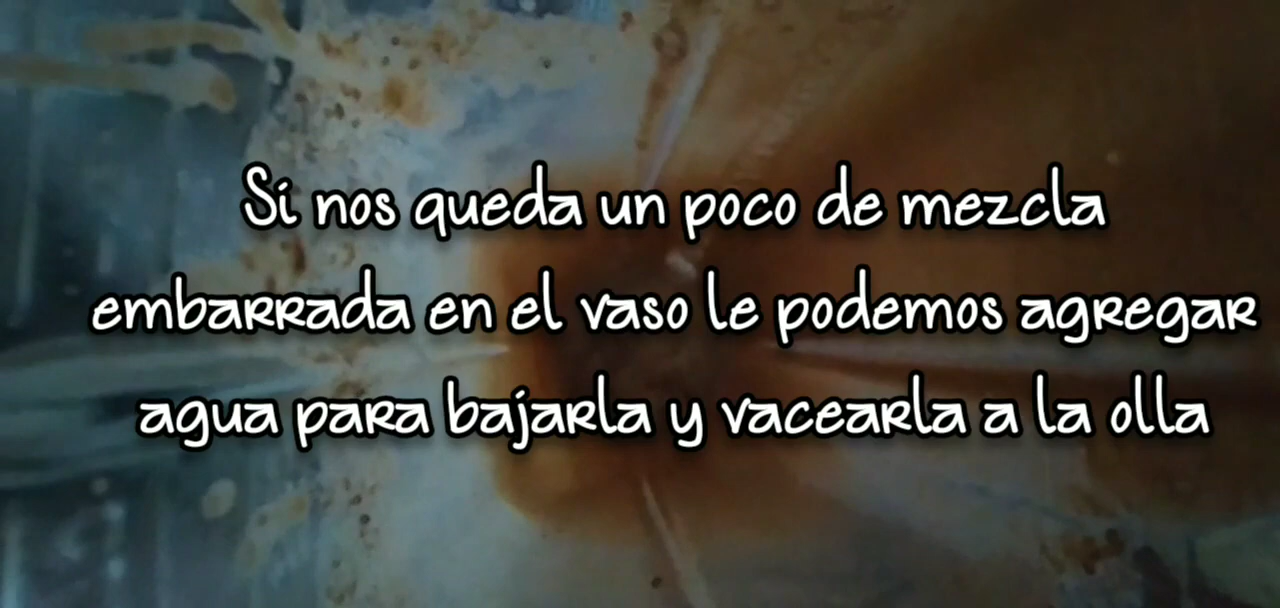 Si nos queda un poco de mezcla
embarrada en el vaso le podemos agregar
agua para bajarla y vacearla a la olla